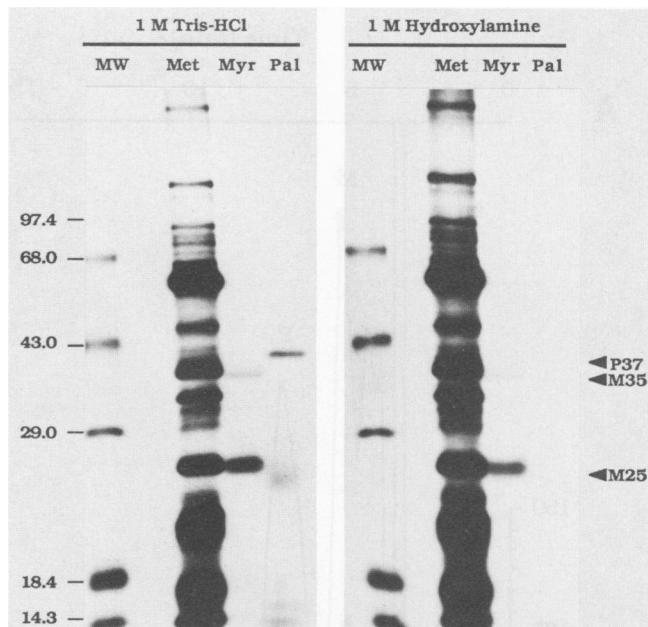 1 M Tris-HCl
1 M Hydroxylamine
MW Met Myr Pal
MW Met Myr Pal
97.4
68.0
43.0
29.0
18.4
14.3
P37
M35
M25